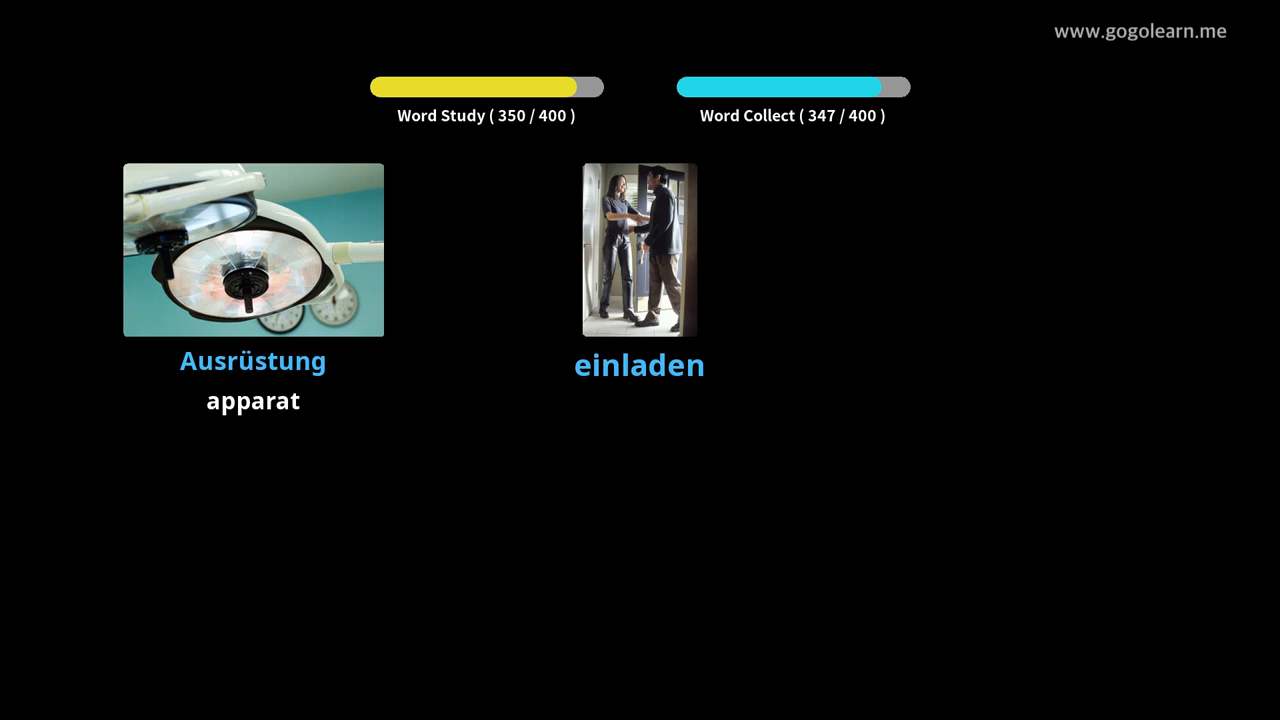 www.gogolearn.me
Word Study ( 350 / 400 )
Word Collect ( 347 / 400 )
Ausrüstung
apparat
einladen